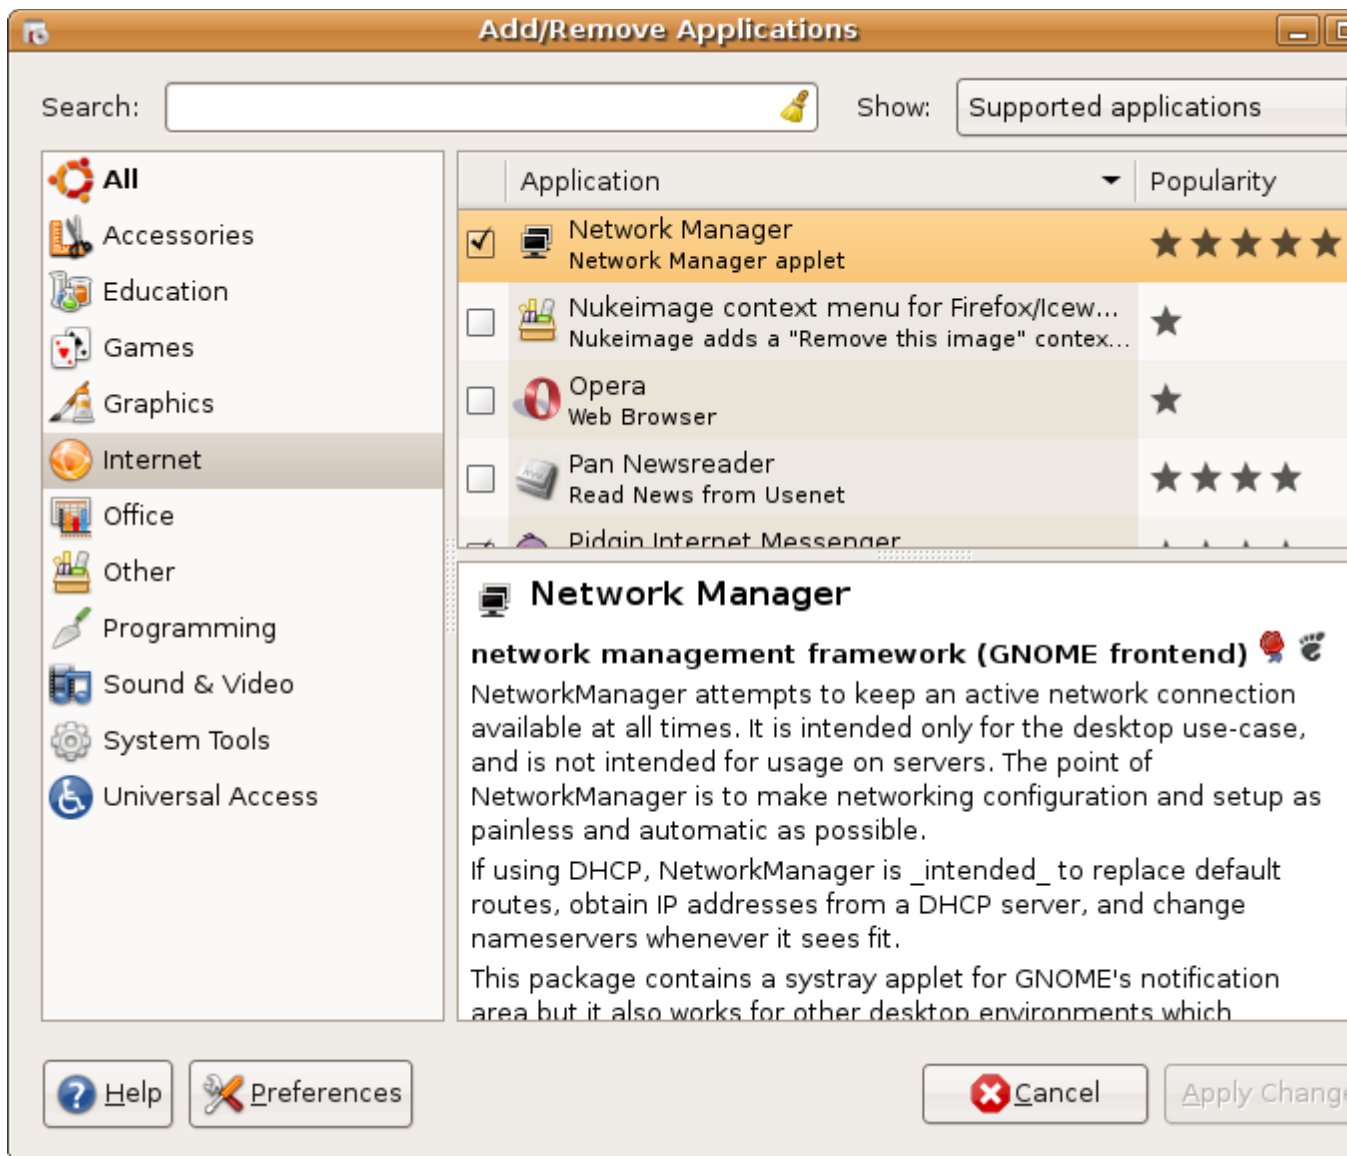 Add/Remove Applications
Search:
Show:
Supported applications
All
Accessories
Education
Games
Graphics
Internet
Office
Other
Programming
Sound & Video
System Tools
Universal Access
Application
Popularity
Network Manager
Network Manager applet
Nukeimage context menu for Firefox/Icew...
Nukeimage adds a "Remove this image" contex...
Opera
Web Browser
Pan Newsreader
Read News from Usenet
Pidgin Internet Messenger
Network Manager
network management framework (GNOME frontend)
NetworkManager attempts to keep an active network connection
available at all times. It is intended only for the desktop use-case,
and is not intended for usage on servers. The point of
NetworkManager is to make networking configuration and setup as
painless and automatic as possible.
If using DHCP, NetworkManager is _intended_ to replace default
routes, obtain IP addresses from a DHCP server, and change
nameservers whenever it sees fit.
This package contains a systray applet for GNOME's notification
area but it also works for other desktop environments which
Help
Preferences
Cancel
Apply Change